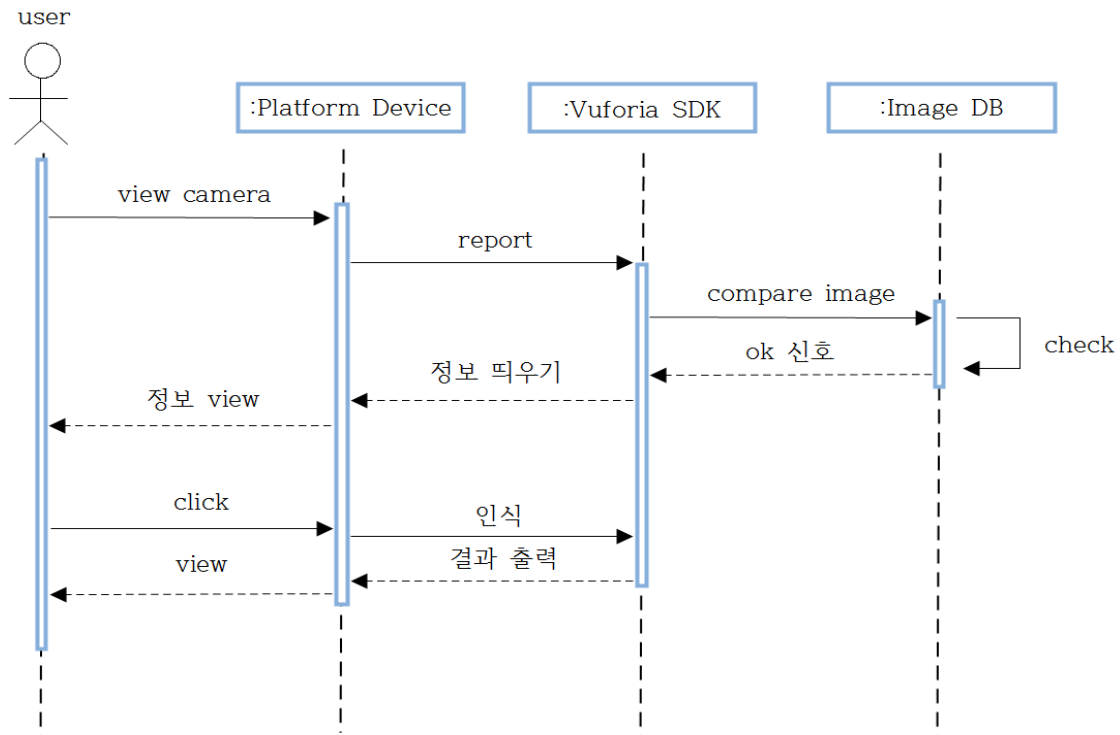 user
:Platform Device
:Vuforia SDK
:Image DB
view camera
report
compare image
check
ok 신호
정보 띄우기
정보 view
click
인식
결과 출력
view